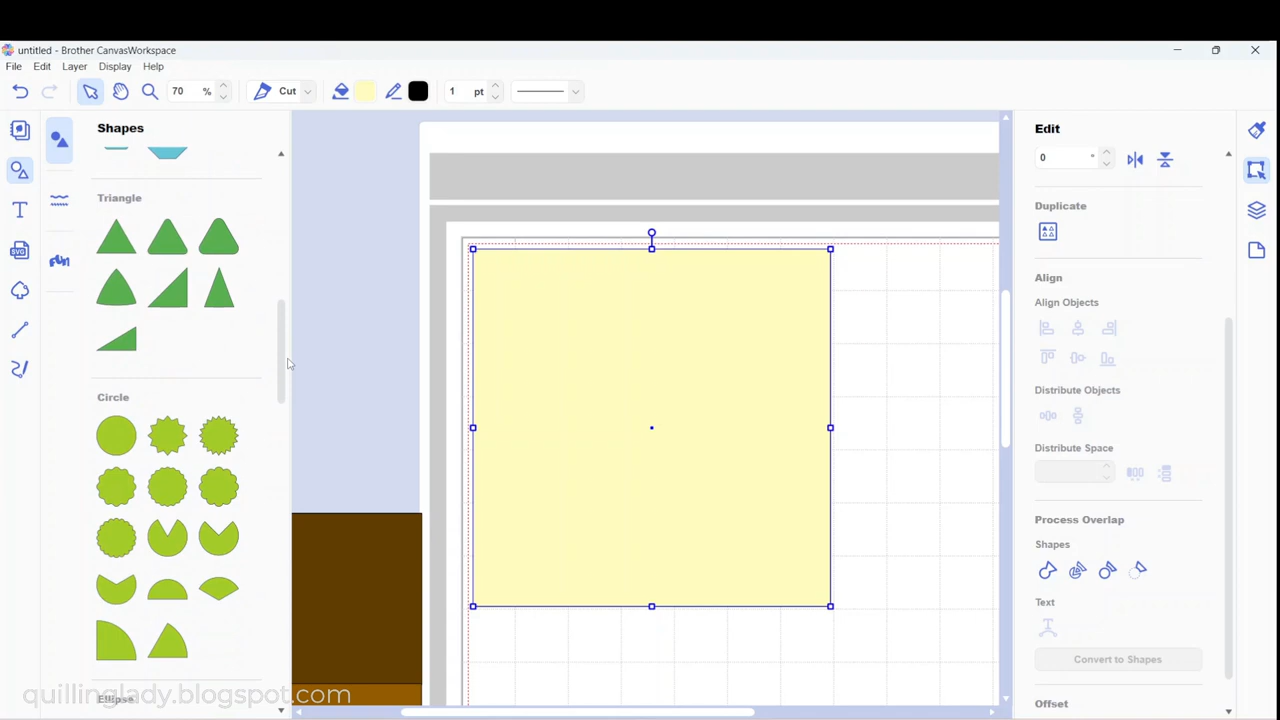 untitled - Brother CanvasWorkspace
File Edit Layer Display Help
70 % Cut 1 pt
Shapes
Triangle
Circle
Ellipse
quillinglady.blogspot.com
Edit
0 °
Duplicate
Align
Align Objects
Distribute Objects
Distribute Space
Process Overlap
Shapes
Text
Convert to Shapes
Offset
T
SVG